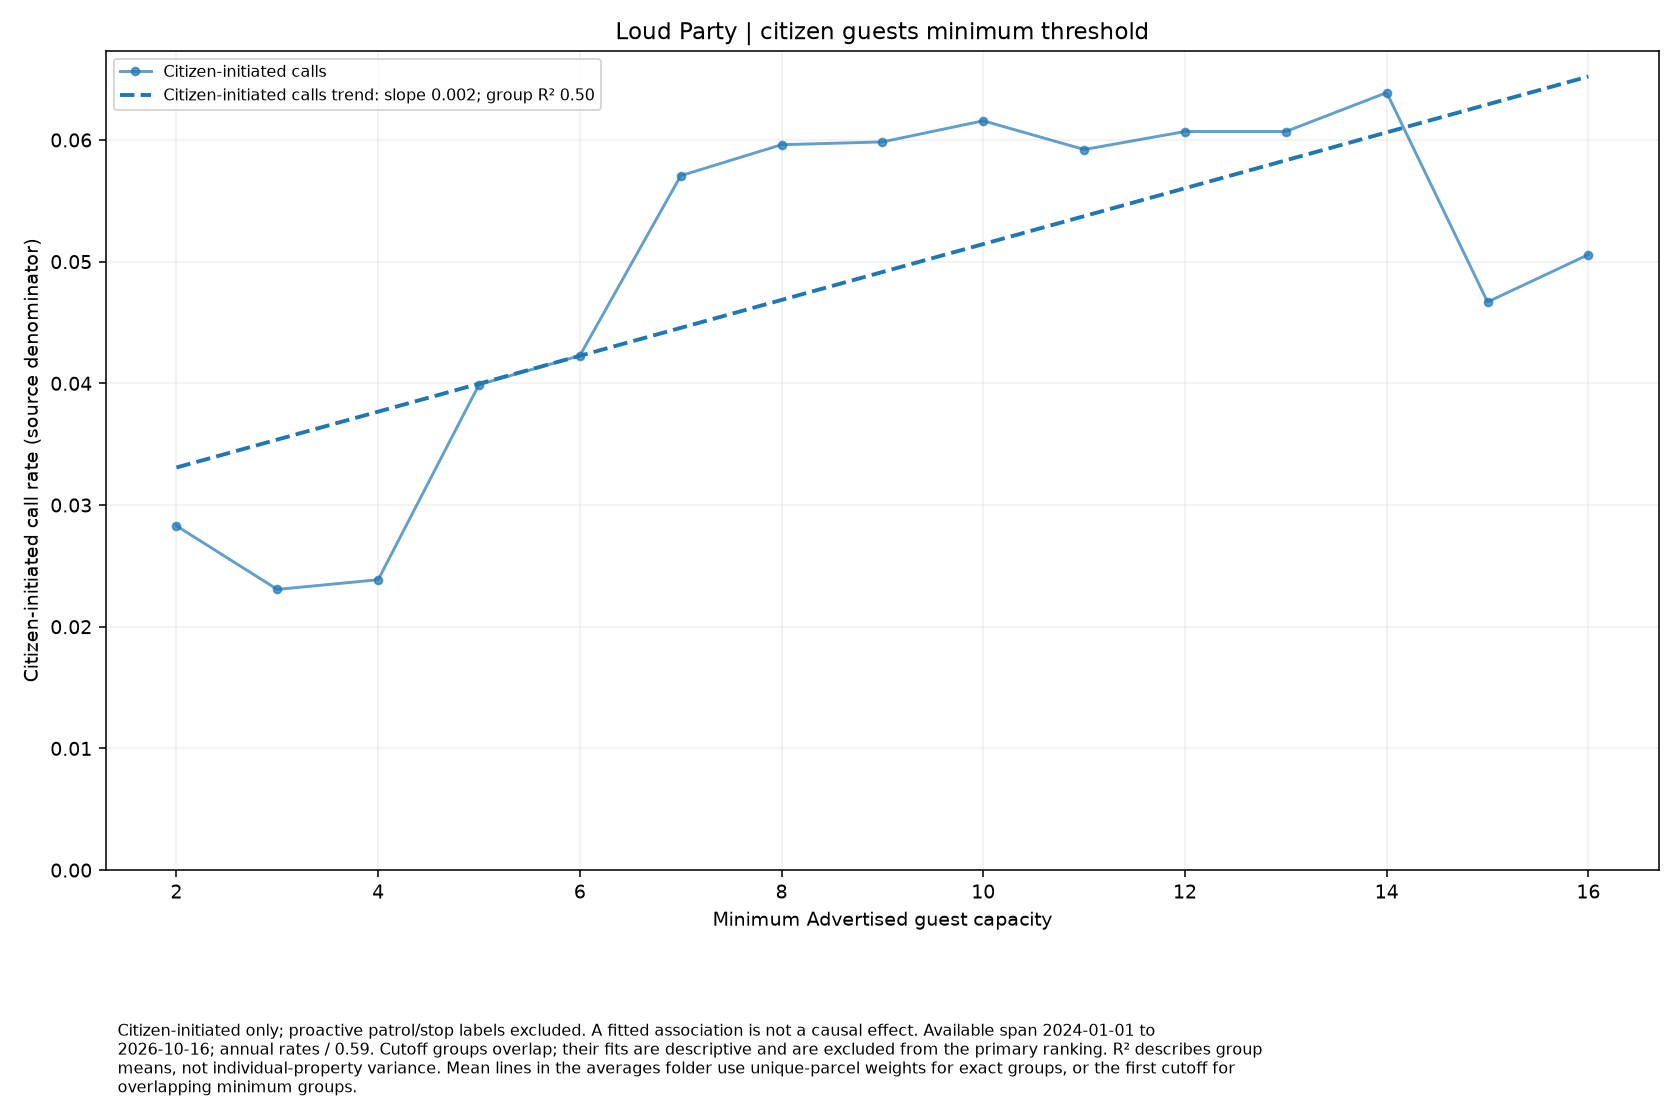 Loud Party | citizen guests minimum threshold
Citizen-initiated calls
Citizen-initiated calls trend: slope 0.002; group R² 0.50
Citizen-initiated call rate (source denominator)
0.06
0.05
0.04
0.03
0.02
0.01
0.00
2 4 6 8 10 12 14 16
Minimum Advertised guest capacity
Citizen-initiated only; proactive patrol/stop labels excluded. A fitted association is not a causal effect. Available span 2024-01-01 to
2026-10-16; annual rates / 0.59. Cutoff groups overlap; their fits are descriptive and are excluded from the primary ranking. R² describes group
means, not individual-property variance. Mean lines in the averages folder use unique-parcel weights for exact groups, or the first cutoff for
overlapping minimum groups.